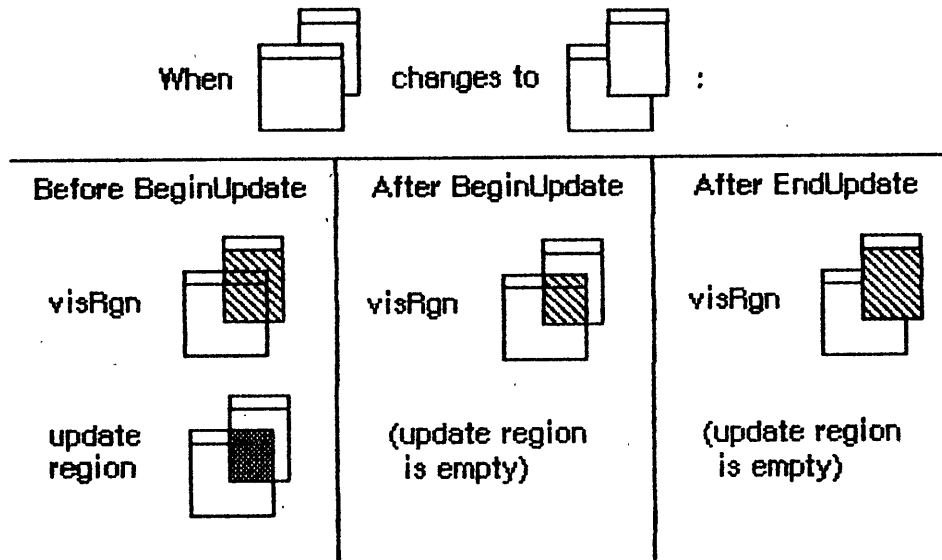 When changes to :
Before BeginUpdate
After BeginUpdate
After EndUpdate
visRgn
visRgn
visRgn
update
region
(update region
is empty)
(update region
is empty)